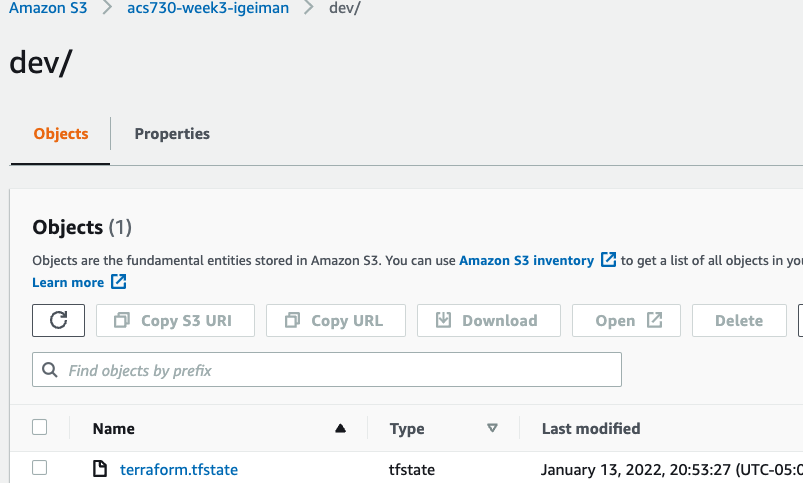 Amazon S3 > acs730-week3-igeiman > dev/
dev/
Objects Properties
Objects (1)
Objects are the fundamental entities stored in Amazon S3. You can use Amazon S3 inventory to get a list of all objects in
Learn more
Copy S3 URI Copy URL Download Open Delete
Find objects by prefix
Name Type Last modified
terraform.tfstate tfstate January 13, 2022, 20:53:27 (UTC-05:0